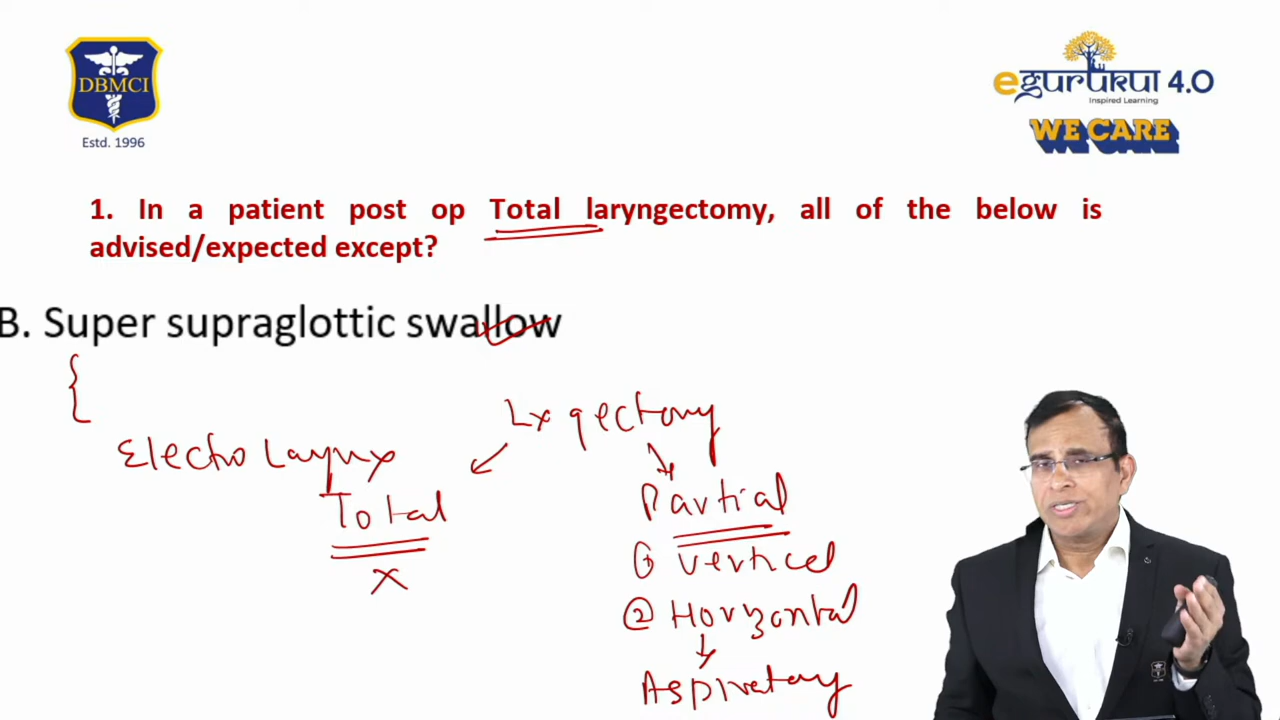 DBMCI
Estd. 1996
eGURUKUL 4.0
Inspired Learning
WE CARE
1. In a patient post op Total laryngectomy, all of the below is
advised/expected except?
B. Super supraglottic swallow
Lx gectomy
Electro Larynx
Total
x
Partial
① vertical
② Horizontal
Aspiratory